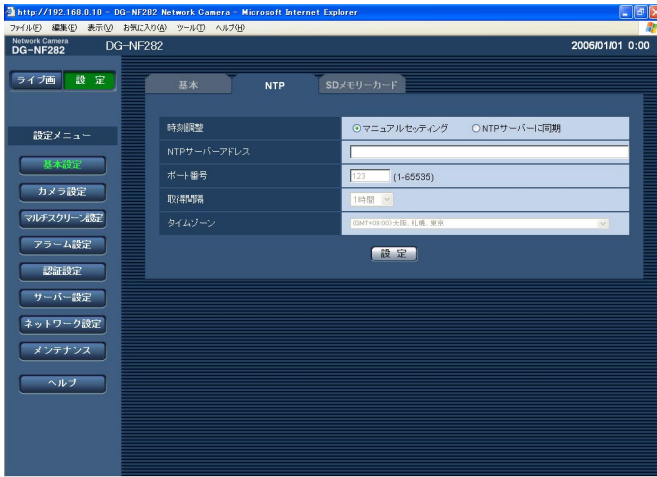 http://192.168.0.10 - DG-NF282 Network Camera - Microsoft Internet Explorer
ファイル(F) 編集(E) 表示(V) お気に入り(A) ツール(T) ヘルプ(H)
Network Camera
DG-NF282
DG-NF282
2006/01/01 0:00
ライブ画 設 定
基本 NTP SDメモリーカード
設定メニュー
基本設定
カメラ設定
マルチスクリーン設定
アラーム設定
認証設定
サーバー設定
ネットワーク設定
メンテナンス
ヘルプ
時刻調整 マニュアルセッティング NTPサーバーに同期
NTPサーバーアドレス
ポート番号 123 (1-65535)
取得間隔 1時間
タイムゾーン (GMT+09:00)大阪、札幌、東京
設 定